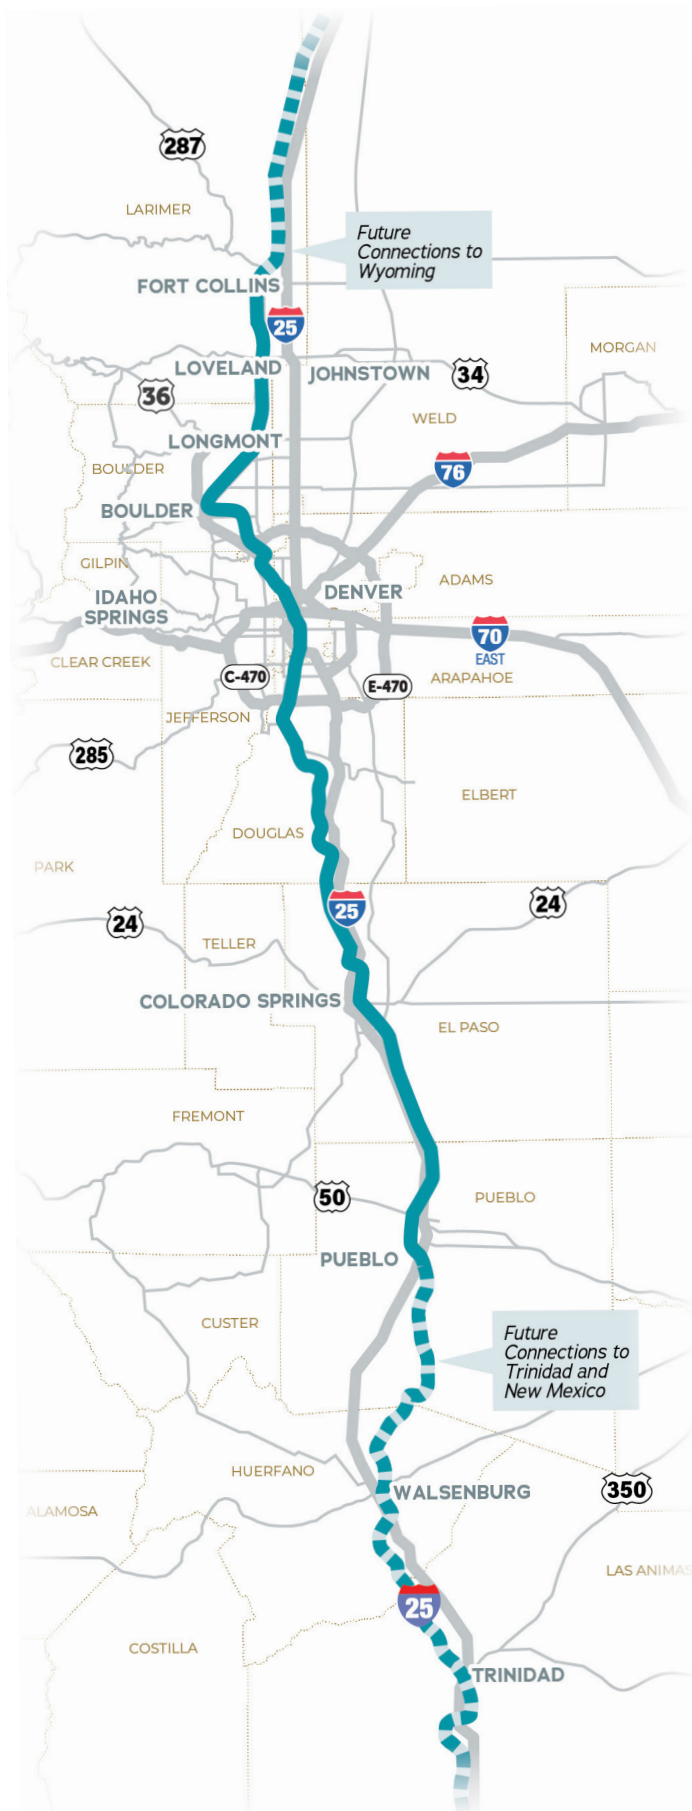 287
LARIMER
Future
Connections to
Wyoming
FORT COLLINS
25
MORGAN
LOVELAND
JOHNSTOWN
34
36
WELD
LONGMONT
BOULDER
76
BOULDER
GILPIN
ADAMS
IDAHO
SPRINGS
DENVER
70
EAST
CLEAR CREEK
C-470
E-470
ARAPAHOE
JEFFERSON
285
ELBERT
DOUGLAS
PARK
25
24
24
TELLER
COLORADO SPRINGS
EL PASO
FREMONT
50
PUEBLO
PUEBLO
CUSTER
Future
Connections to
Trinidad and
New Mexico
HUERFANO
WALSENBURG
350
ALAMOSA
LAS ANIMAS
25
COSTILLA
TRINIDAD